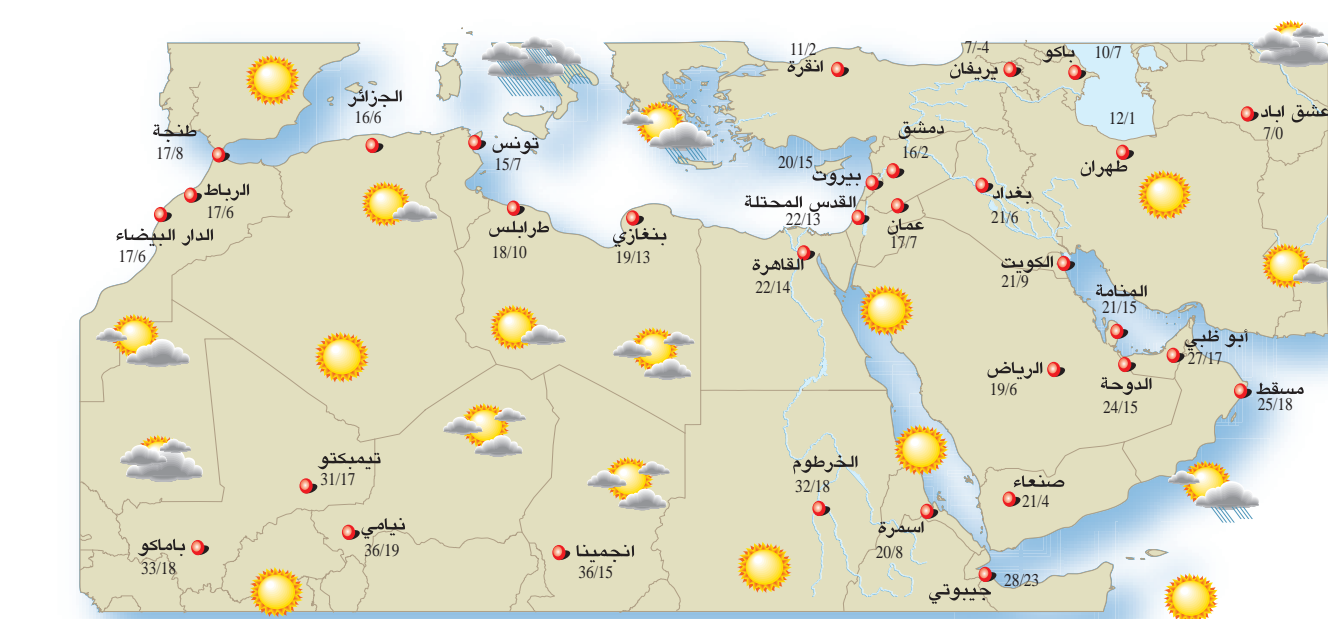 11/2
انقرة
7/-4
يريفان
باكو
10/7
عشق اباد
7/0
12/1
طهران
الجزائر
16/6
طنجة
17/8
تونس
15/7
دمشق
16/2
20/15
بيروت
بغداد
21/6
الرباط
17/6
القدس المحتلة
22/13
عمان
17/7
الدار البيضاء
17/6
طرابلس
18/10
بنغازي
19/13
القاهرة
22/14
الكويت
21/9
المنامة
21/15
أبو ظبي
27/17
الرياض
19/6
الدوحة
24/15
مسقط
25/18
تيمبكتو
31/17
الخرطوم
32/18
صنعاء
21/4
نيامي
36/19
باماكو
33/18
انجمينا
36/15
اسمرة
20/8
جيبوتي
28/23